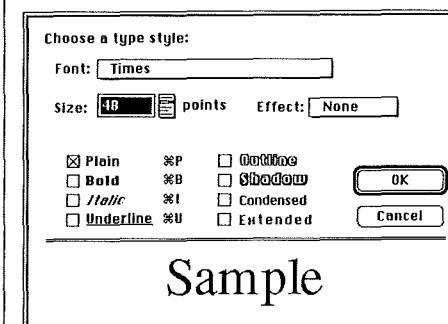 Choose a type style:
Font: Times
Size: 48 points Effect: None
Plain ⌘P Outline
Bold ⌘B Shadow
Italic ⌘I Condensed
Underline ⌘U Extended
OK
Cancel
Sample